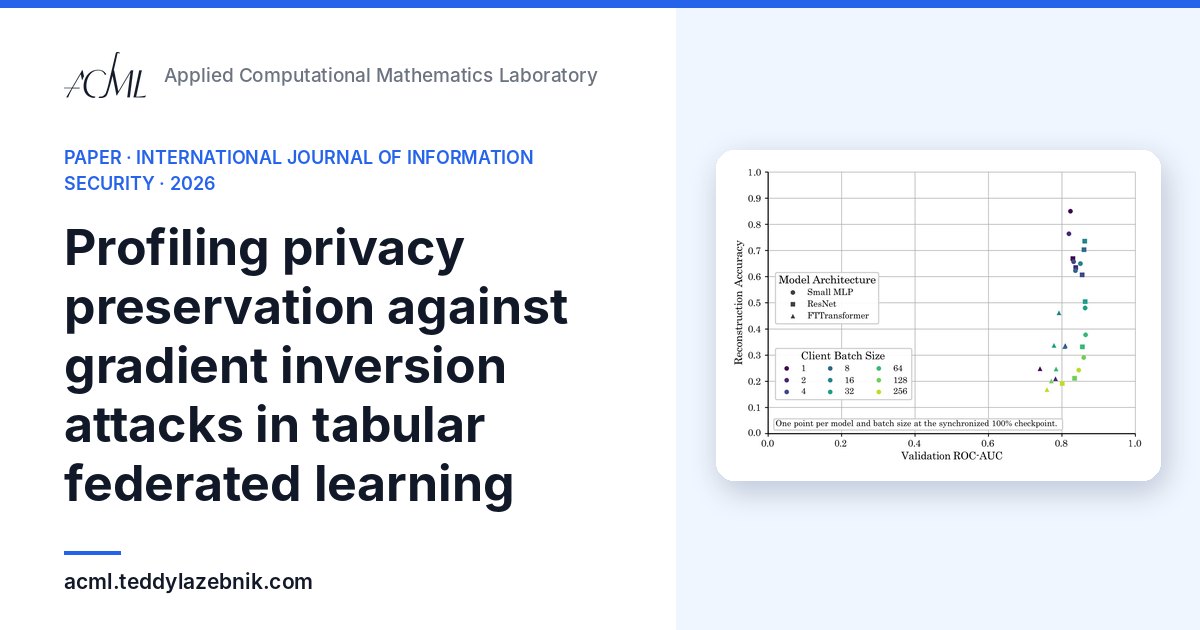 ACML
Applied Computational Mathematics Laboratory
PAPER · INTERNATIONAL JOURNAL OF INFORMATION
SECURITY · 2026
Profiling privacy
preservation against
gradient inversion
attacks in tabular
federated learning
acml.teddylazebnik.com
1.0
0.9
0.8
0.7
0.6
0.5
0.4
0.3
0.2
0.1
0.0
Reconstruction Accuracy
Model Architecture
Small MLP
ResNet
FTTransformer
Client Batch Size
1 8 64
2 16 128
4 32 256
One point per model and batch size at the synchronized 100% checkpoint.
0.0 0.2 0.4 0.6 0.8 1.0
Validation ROC-AUC